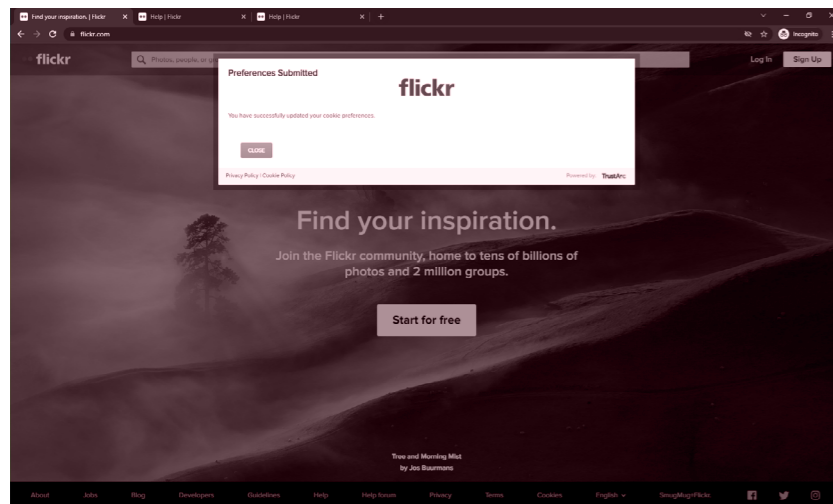 Find your inspiration. | Flickr
Help | Flickr
Help | Flickr
flickr.com
Incognito
flickr
Photos, people, or gr
Log In
Sign Up
Preferences Submitted
flickr
You have successfully updated your cookie preferences.
CLOSE
Privacy Policy | Cookie Policy
Powered by: TrustArc
Find your inspiration.
Join the Flickr community, home to tens of billions of
photos and 2 million groups.
Start for free
Tree and Morning Mist
by Jos Buurmans
About Jobs Blog Developers Guidelines Help Help forum Privacy Terms Cookies English SmugMug+Flickr